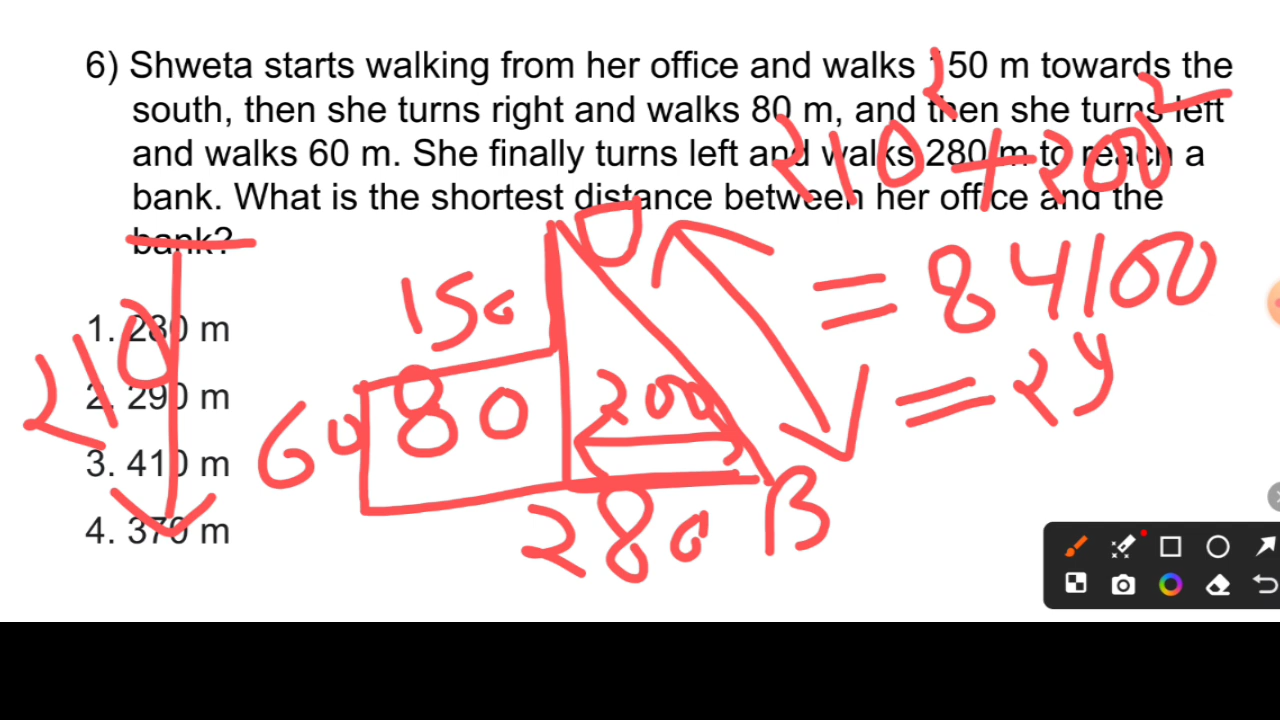 6) Shweta starts walking from her office and walks 150 m towards the
south, then she turns right and walks 80 m, and then she turns left
and walks 60 m. She finally turns left and walks 280 m to reach a
bank. What is the shortest distance between her office and the
bank?
210² + 200²
= 84100
= 29
O
150
1. 280 m
210
2. 290 m
80
200
60
3. 410 m
280
B
4. 370 m